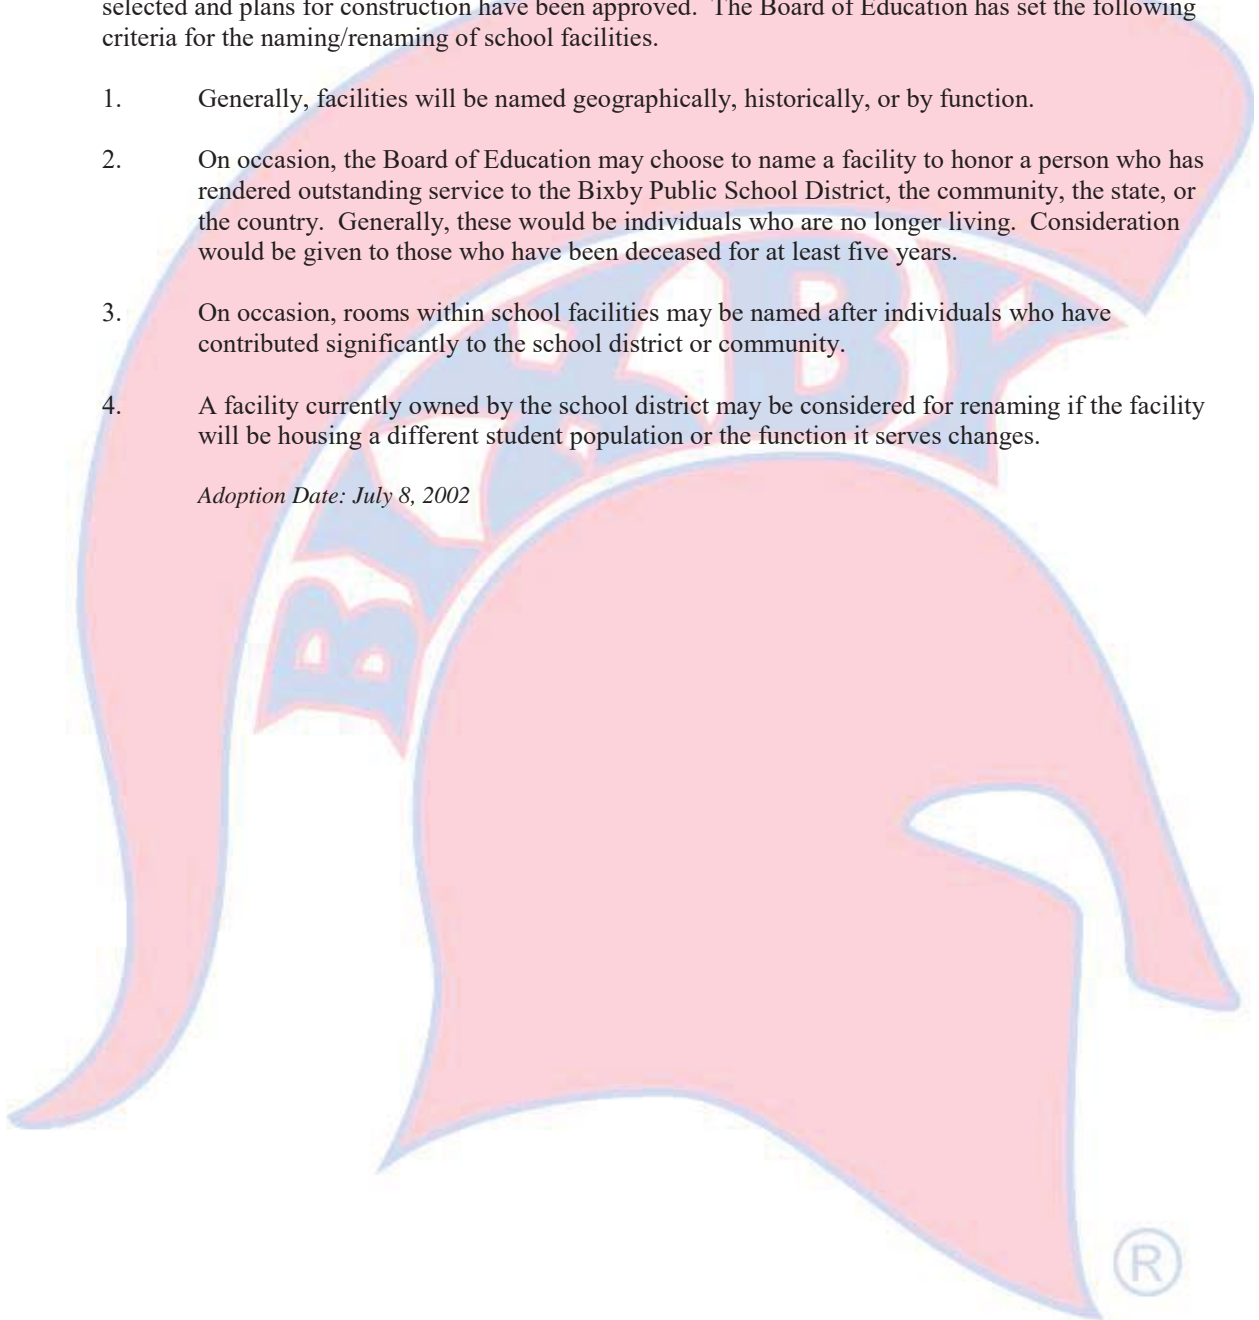 selected and plans for construction have been approved.  The Board of Education has set the following
criteria for the naming/renaming of school facilities.
1. Generally, facilities will be named geographically, historically, or by function.
2. On occasion, the Board of Education may choose to name a facility to honor a person who has
rendered outstanding service to the Bixby Public School District, the community, the state, or
the country.  Generally, these would be individuals who are no longer living.  Consideration
would be given to those who have been deceased for at least five years.
3. On occasion, rooms within school facilities may be named after individuals who have
contributed significantly to the school district or community.
4. A facility currently owned by the school district may be considered for renaming if the facility
will be housing a different student population or the function it serves changes.
Adoption Date: July 8, 2002
BIXBY
®